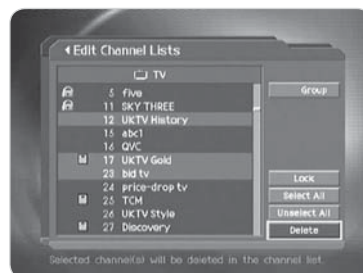 Edit Channel Lists
TV
5 five
11 SKY THREE
12 UKTV History
15 abc1
16 QVC
17 UKTV Gold
23 bid tv
24 price-drop tv
25 TCM
26 UKTV Style
27 Discovery
Group
Lock
Select All
Unselect All
Delete
Selected channel(s) will be deleted in the channel list.